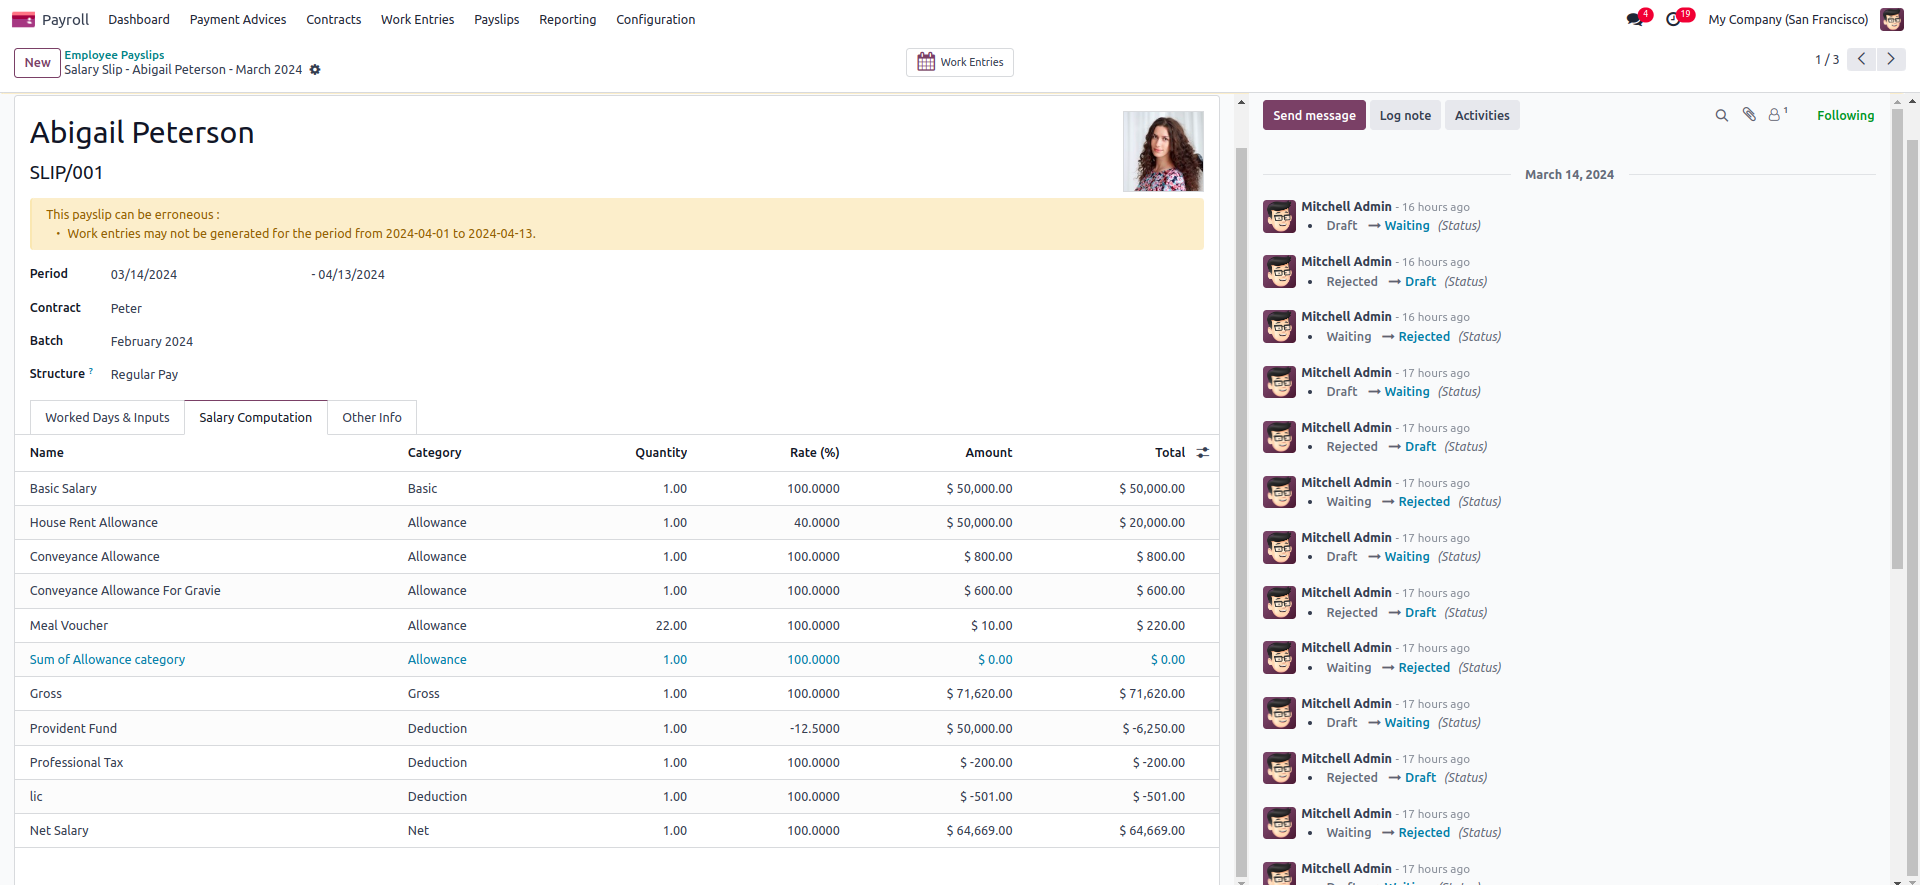 Payroll Dashboard Payment Advices Contracts Work Entries Payslips Reporting Configuration 4 19 My Company (San Francisco)
New Employee Payslips
Salary Slip - Abigail Peterson - March 2024
Work Entries
1 / 3
Abigail Peterson
SLIP/001
This payslip can be erroneous :
• Work entries may not be generated for the period from 2024-04-01 to 2024-04-13.
Period 03/14/2024 - 04/13/2024
Contract Peter
Batch February 2024
Structure ? Regular Pay
Worked Days & Inputs Salary Computation Other Info
Name Category Quantity Rate (%) Amount Total
Basic Salary Basic 1.00 100.0000 $ 50,000.00 $ 50,000.00
House Rent Allowance Allowance 1.00 40.0000 $ 50,000.00 $ 20,000.00
Conveyance Allowance Allowance 1.00 100.0000 $ 800.00 $ 800.00
Conveyance Allowance For Gravie Allowance 1.00 100.0000 $ 600.00 $ 600.00
Meal Voucher Allowance 22.00 100.0000 $ 10.00 $ 220.00
Sum of Allowance category Allowance 1.00 100.0000 $ 0.00 $ 0.00
Gross Gross 1.00 100.0000 $ 71,620.00 $ 71,620.00
Provident Fund Deduction 1.00 -12.5000 $ 50,000.00 $ -6,250.00
Professional Tax Deduction 1.00 100.0000 $ -200.00 $ -200.00
lic Deduction 1.00 100.0000 $ -501.00 $ -501.00
Net Salary Net 1.00 100.0000 $ 64,669.00 $ 64,669.00
Send message Log note Activities 1 Following
March 14, 2024
Mitchell Admin - 16 hours ago
• Draft → Waiting (Status)
Mitchell Admin - 16 hours ago
• Rejected → Draft (Status)
Mitchell Admin - 16 hours ago
• Waiting → Rejected (Status)
Mitchell Admin - 17 hours ago
• Draft → Waiting (Status)
Mitchell Admin - 17 hours ago
• Rejected → Draft (Status)
Mitchell Admin - 17 hours ago
• Waiting → Rejected (Status)
Mitchell Admin - 17 hours ago
• Draft → Waiting (Status)
Mitchell Admin - 17 hours ago
• Rejected → Draft (Status)
Mitchell Admin - 17 hours ago
• Waiting → Rejected (Status)
Mitchell Admin - 17 hours ago
• Draft → Waiting (Status)
Mitchell Admin - 17 hours ago
• Rejected → Draft (Status)
Mitchell Admin - 17 hours ago
• Waiting → Rejected (Status)
Mitchell Admin - 17 hours ago